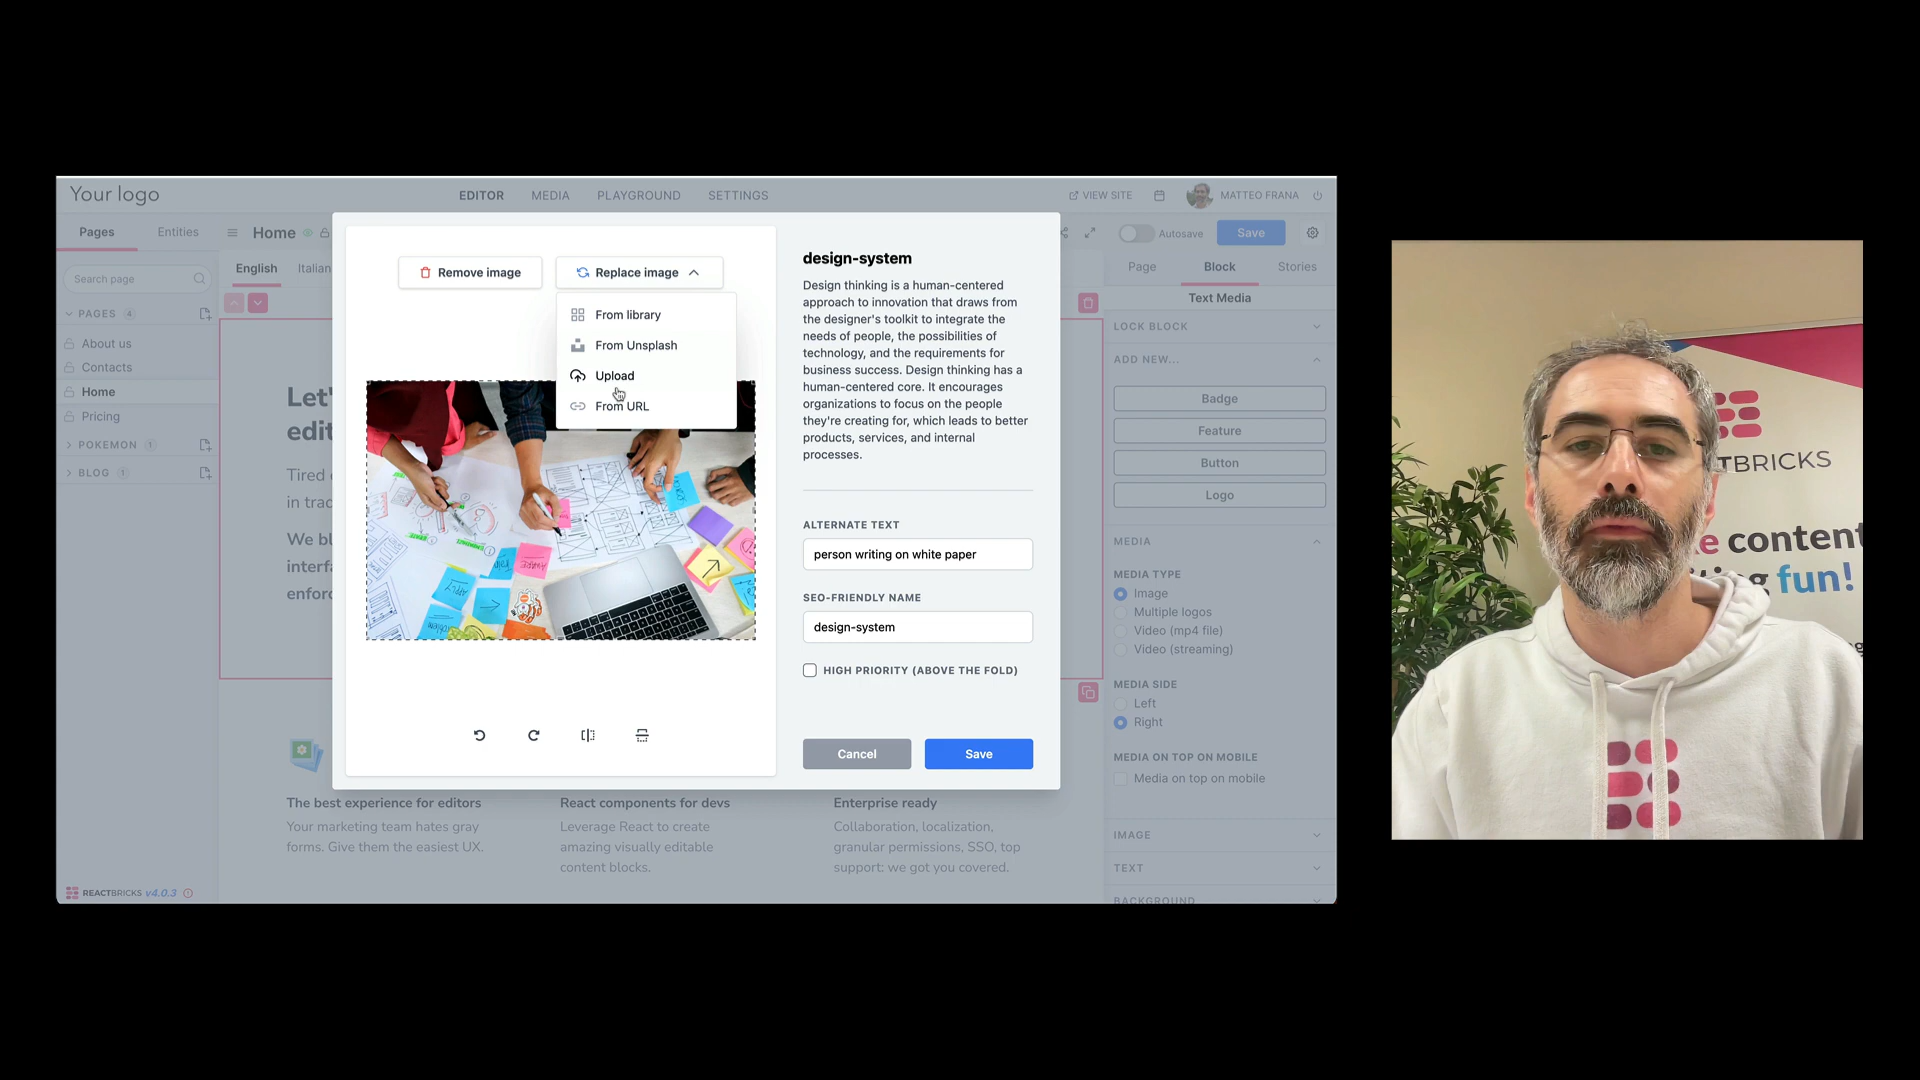 Your logo
EDITOR
MEDIA
PLAYGROUND
SETTINGS
VIEW SITE
MATTEO FRANA
Pages
Entities
Home
Autosave
Save
Search page
English
Italian
Page
Block
Stories
Text Media
PAGES 4
About us
Contacts
Home
Pricing
POKEMON 1
BLOG 1
Let'
edit
Tired
in trad
We bl
interfa
enforc
Remove image
Replace image
From library
From Unsplash
Upload
From URL
design-system
Design thinking is a human-centered
approach to innovation that draws from
the designer's toolkit to integrate the
needs of people, the possibilities of
technology, and the requirements for
business success. Design thinking has a
human-centered core. It encourages
organizations to focus on the people
they're creating for, which leads to better
products, services, and internal
processes.
ALTERNATE TEXT
person writing on white paper
SEO-FRIENDLY NAME
design-system
HIGH PRIORITY (ABOVE THE FOLD)
Cancel
Save
LOCK BLOCK
ADD NEW...
Badge
Feature
Button
Logo
MEDIA
MEDIA TYPE
Image
Multiple logos
Video (mp4 file)
Video (streaming)
MEDIA SIDE
Left
Right
MEDIA ON TOP ON MOBILE
Media on top on mobile
IMAGE
TEXT
BACKGROUND
The best experience for editors
Your marketing team hates gray
forms. Give them the easiest UX.
React components for devs
Leverage React to create
amazing visually editable
content blocks.
Enterprise ready
Collaboration, localization,
granular permissions, SSO, top
support: we got you covered.
REACTBRICKS v4.0.3
TBRICKS
e content
fun!